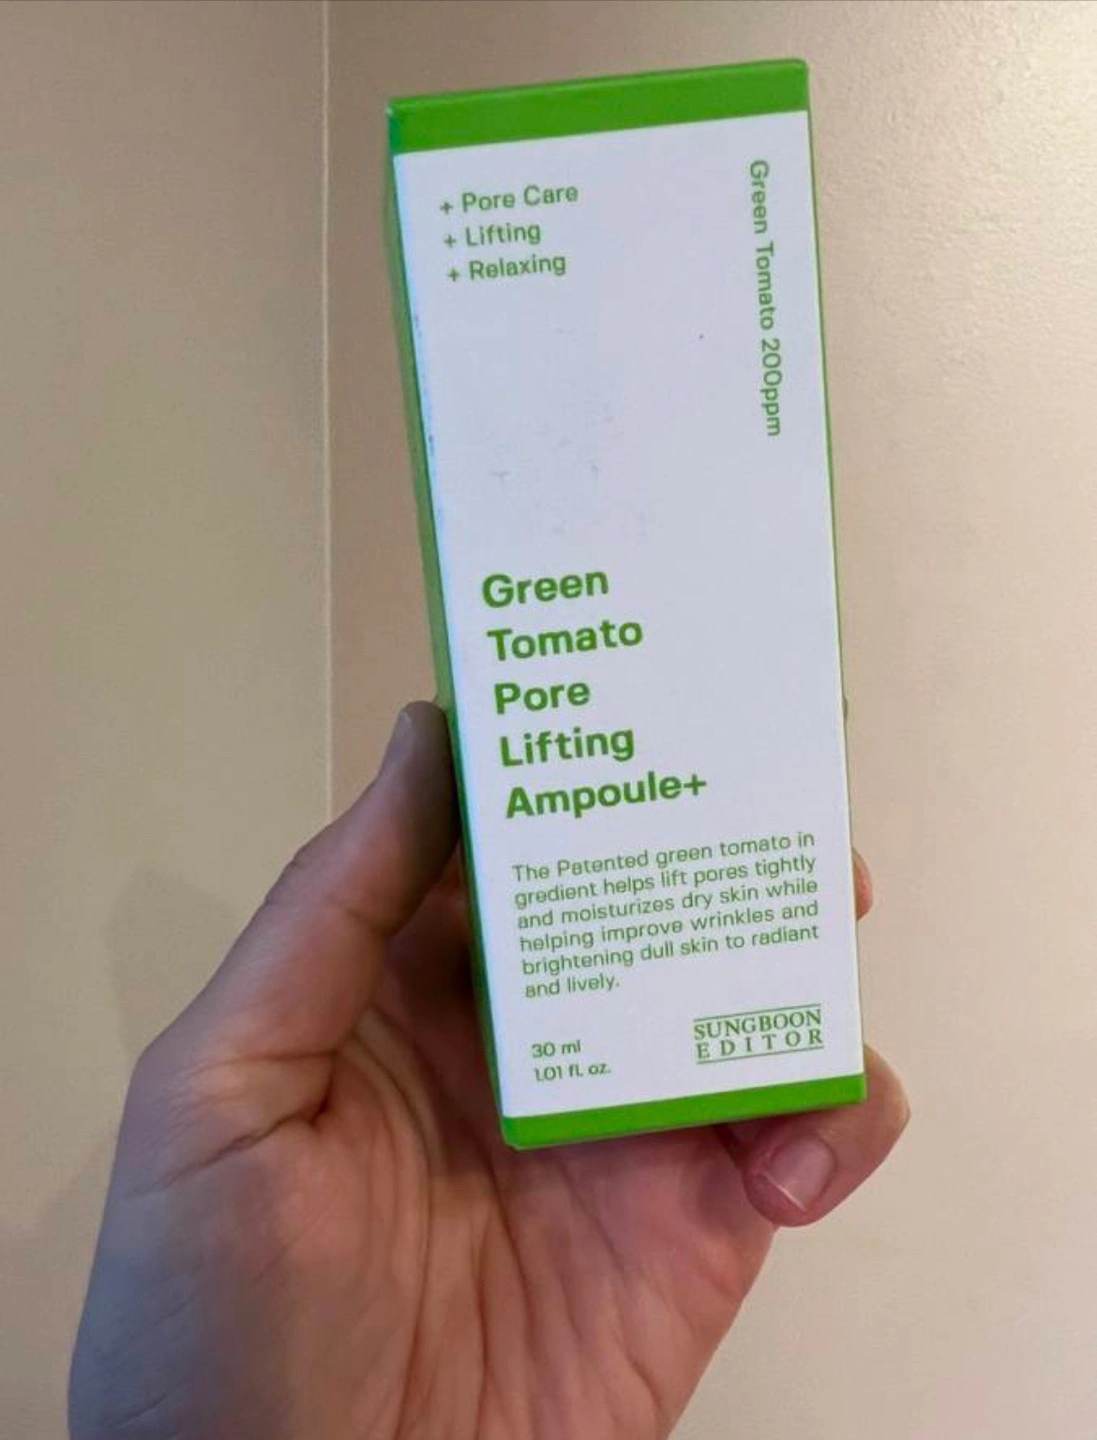 + Pore Care
+ Lifting
+ Relaxing
Green Tomato 200ppm
Green
Tomato
Pore
Lifting
Ampoule+
The Patented green tomato in
gredient helps lift pores tightly
and moisturizes dry skin while
helping improve wrinkles and
brightening dull skin to radiant
and lively.
30 ml
1.01 fl. oz.
SUNGBOON
EDITOR